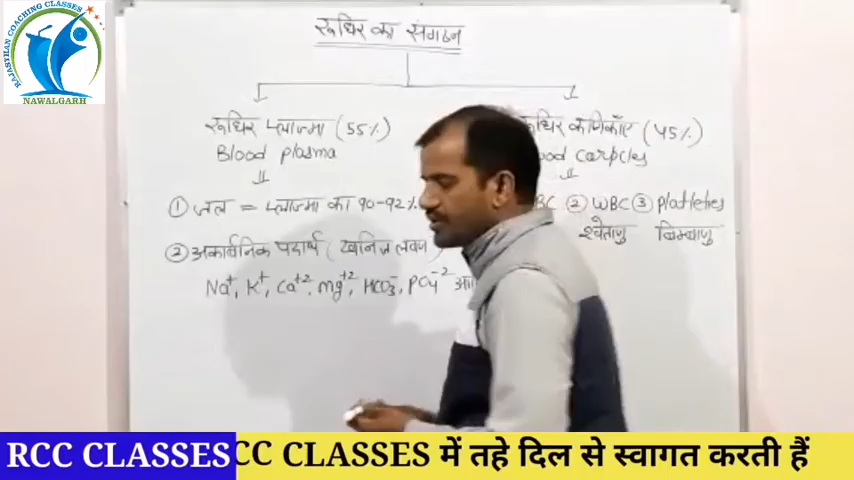 RAJASTHAN COACHING CLASSES
NAWALGARH
रूधिर का संगठन
रूधिर प्लाज्मा (55%)
Blood plasma
रूधिर कणिकाँए (45%)
ood carpcles
① जल = प्लाज्मा का 90-92%
BC ② WBC ③ Platletes
श्वेताणु बिम्बाणु
② अकार्बनिक पदार्थ (खनिज लवण)
Na+, K+, Ca+2, Mg+2, HCO3-, PO4-2
RCC CLASSES
CC CLASSES में तहे दिल से स्वागत करती हैं